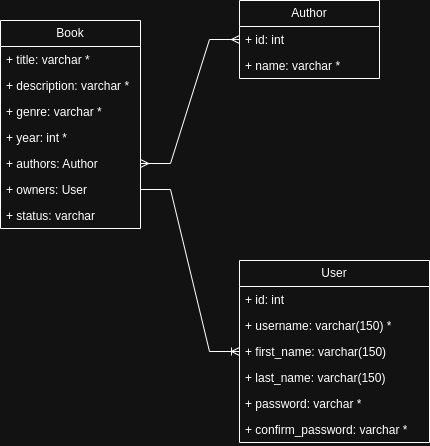 Book
+ title: varchar *
+ description: varchar *
+ genre: varchar *
+ year: int *
+ authors: Author
+ owners: User
+ status: varchar
Author
+ id: int
+ name: varchar *
User
+ id: int
+ username: varchar(150) *
+ first_name: varchar(150)
+ last_name: varchar(150)
+ password: varchar *
+ confirm_password: varchar *